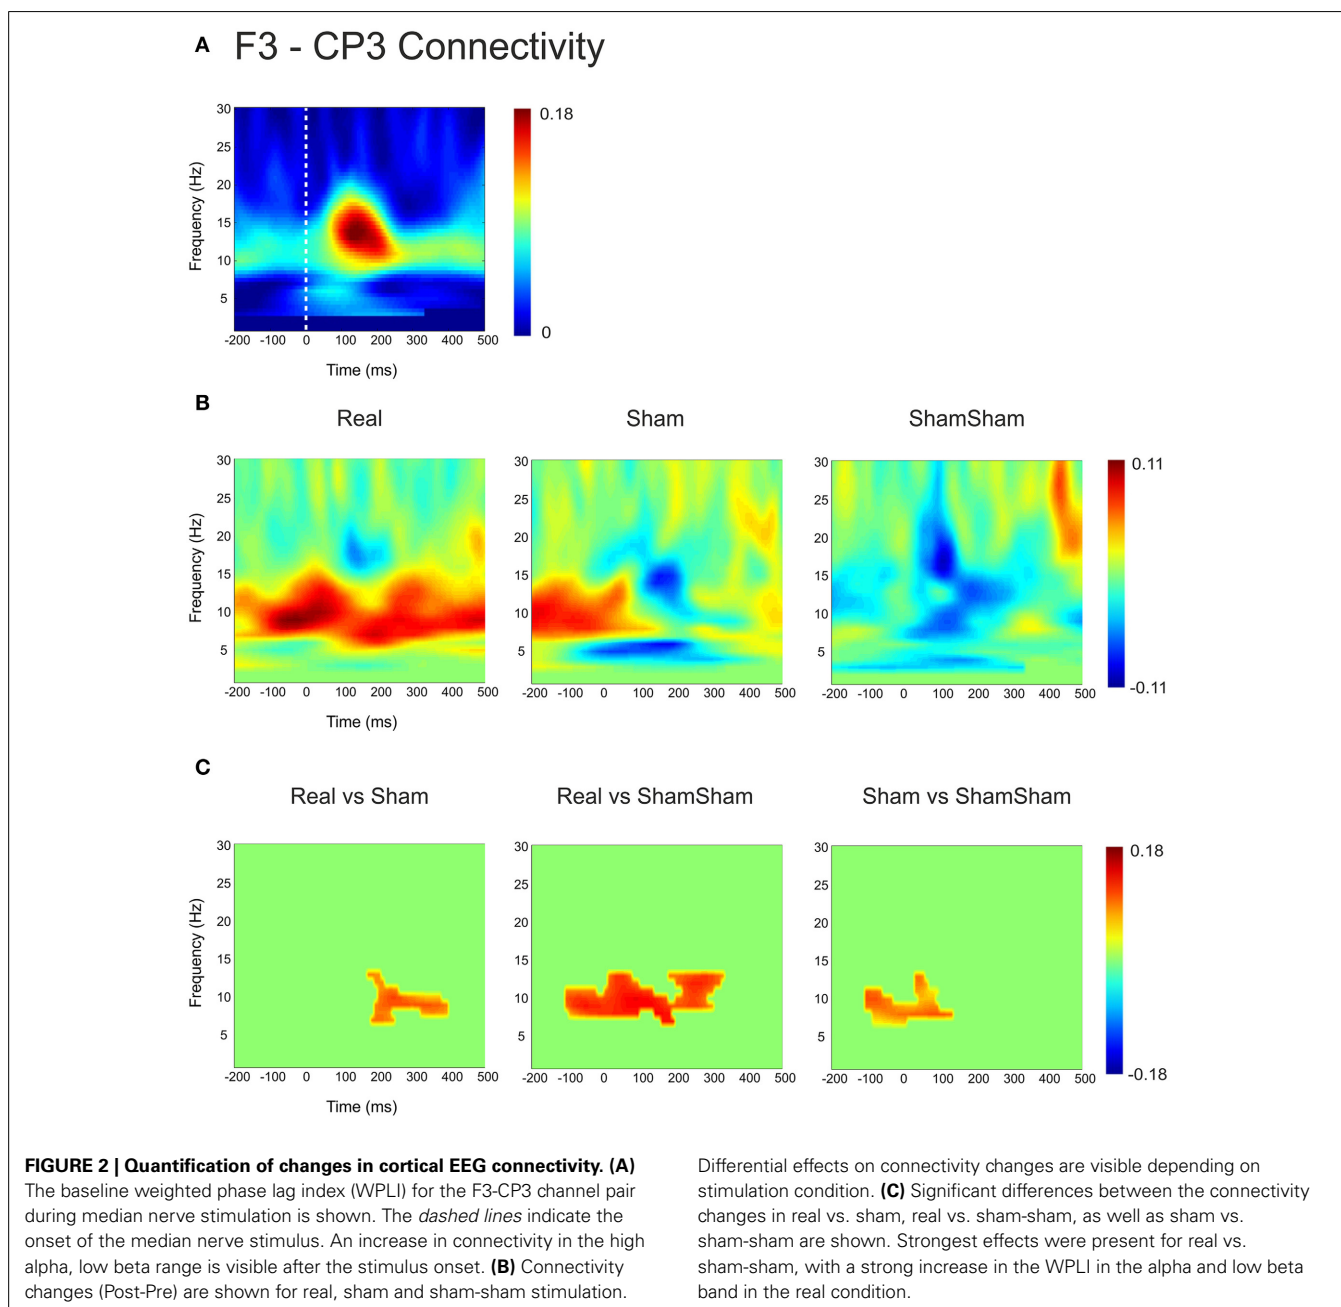 A F3 - CP3 Connectivity
30
25
20
15
10
5
Frequency (Hz)
-200 -100 0 100 200 300 400 500
Time (ms)
0.18
0
B
Real Sham ShamSham
30
25
20
15
10
5
Frequency (Hz)
-200 -100 0 100 200 300 400 500
Time (ms)
30
25
20
15
10
5
-200 -100 0 100 200 300 400 500
30
25
20
15
10
5
-200 -100 0 100 200 300 400 500
0.11
-0.11
C
Real vs Sham Real vs ShamSham Sham vs ShamSham
30
25
20
15
10
5
Frequency (Hz)
-200 -100 0 100 200 300 400 500
Time (ms)
30
25
20
15
10
5
-200 -100 0 100 200 300 400 500
30
25
20
15
10
5
-200 -100 0 100 200 300 400 500
0.18
-0.18
FIGURE 2 | Quantification of changes in cortical EEG connectivity. (A)
The baseline weighted phase lag index (WPLI) for the F3-CP3 channel pair
during median nerve stimulation is shown. The dashed lines indicate the
onset of the median nerve stimulus. An increase in connectivity in the high
alpha, low beta range is visible after the stimulus onset. (B) Connectivity
changes (Post-Pre) are shown for real, sham and sham-sham stimulation.
Differential effects on connectivity changes are visible depending on
stimulation condition. (C) Significant differences between the connectivity
changes in real vs. sham, real vs. sham-sham, as well as sham vs.
sham-sham are shown. Strongest effects were present for real vs.
sham-sham, with a strong increase in the WPLI in the alpha and low beta
band in the real condition.